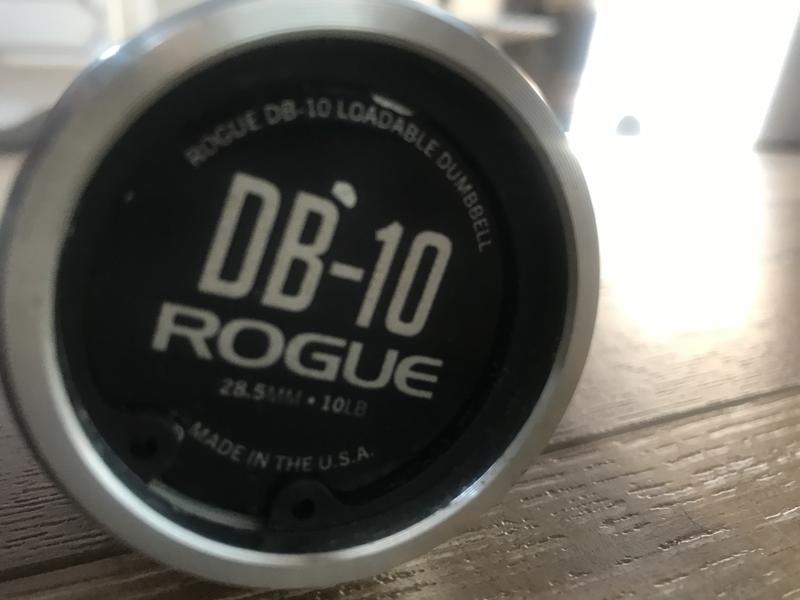 ROGUE DB-10 LOADABLE DUMBBELL
DB-10
ROGUE
28.5MM • 10LB
MADE IN THE U.S.A.